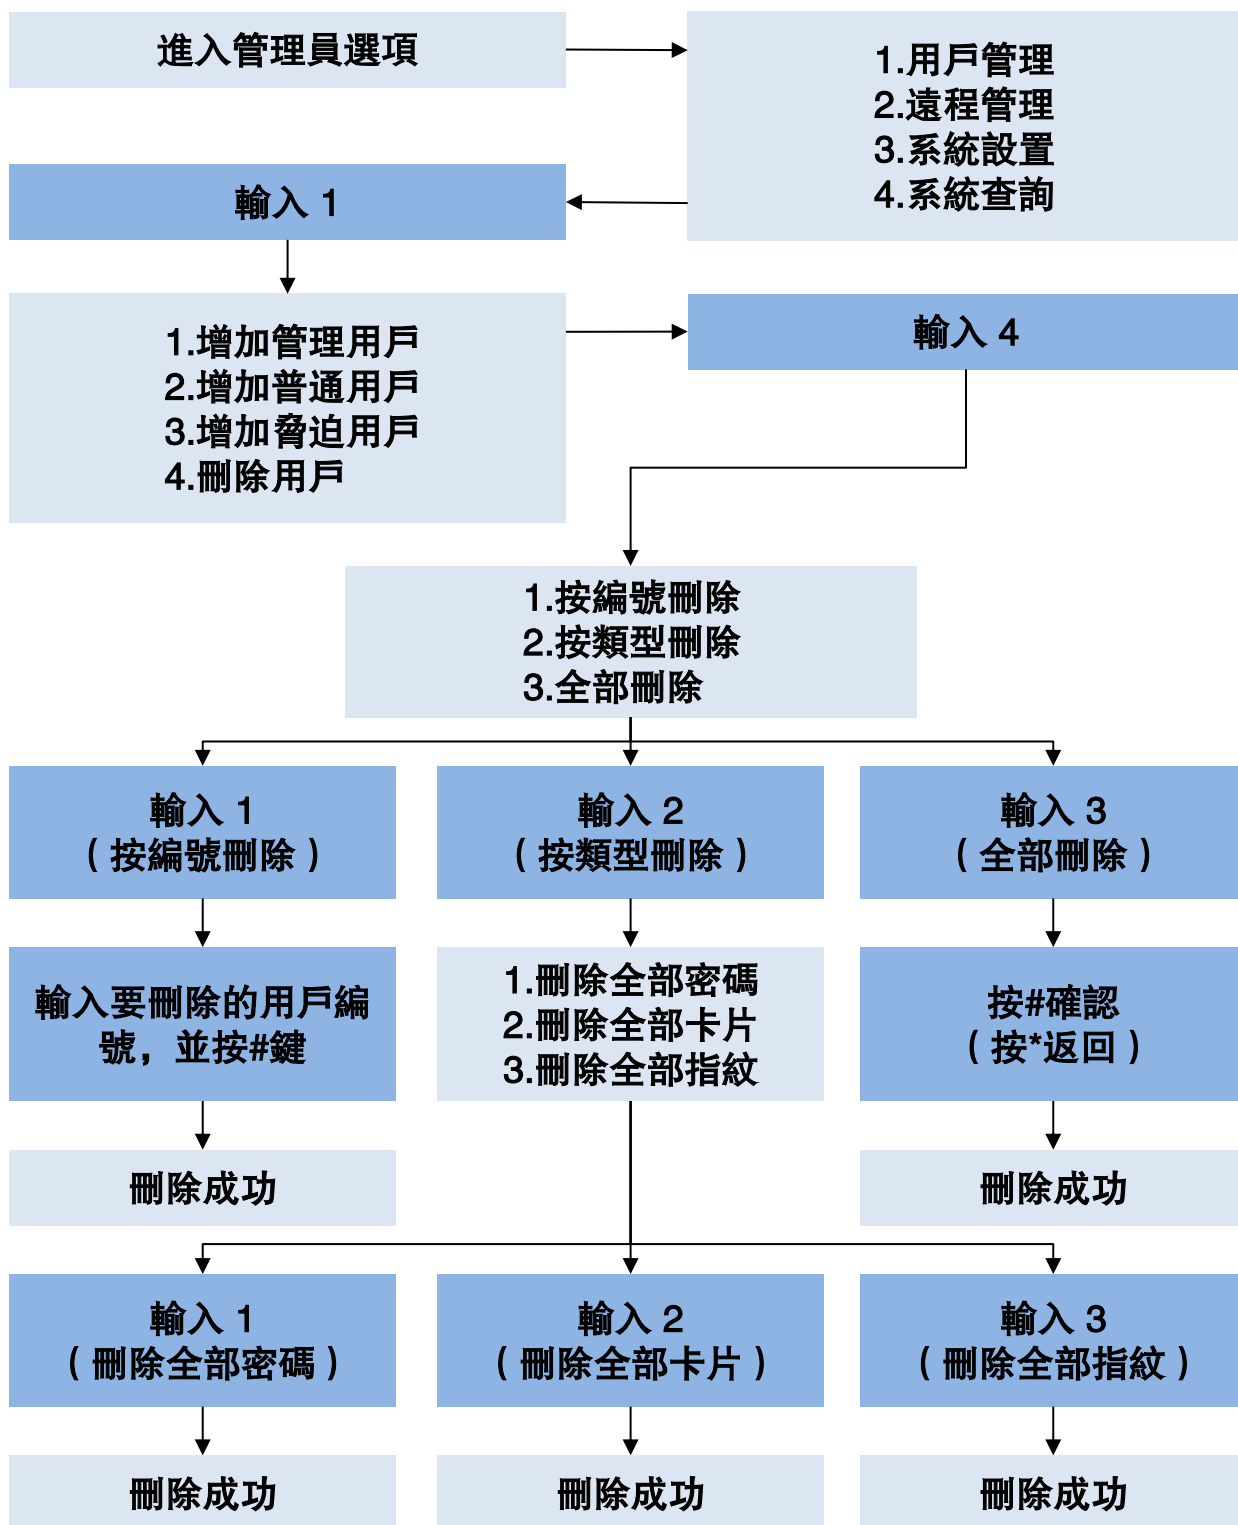 進入管理員選項
1.用戶管理
2.遠程管理
3.系統設置
4.系統查詢
輸入 1
1.增加管理用戶
2.增加普通用戶
3.增加脅迫用戶
4.刪除用戶
輸入 4
1.按編號刪除
2.按類型刪除
3.全部刪除
輸入 1
（按編號刪除）
輸入 2
（按類型刪除）
輸入 3
（全部刪除）
輸入要刪除的用戶編
號，並按#鍵
1.刪除全部密碼
2.刪除全部卡片
3.刪除全部指紋
按#確認
（按*返回）
刪除成功
刪除成功
輸入 1
（刪除全部密碼）
輸入 2
（刪除全部卡片）
輸入 3
（刪除全部指紋）
刪除成功
刪除成功
刪除成功